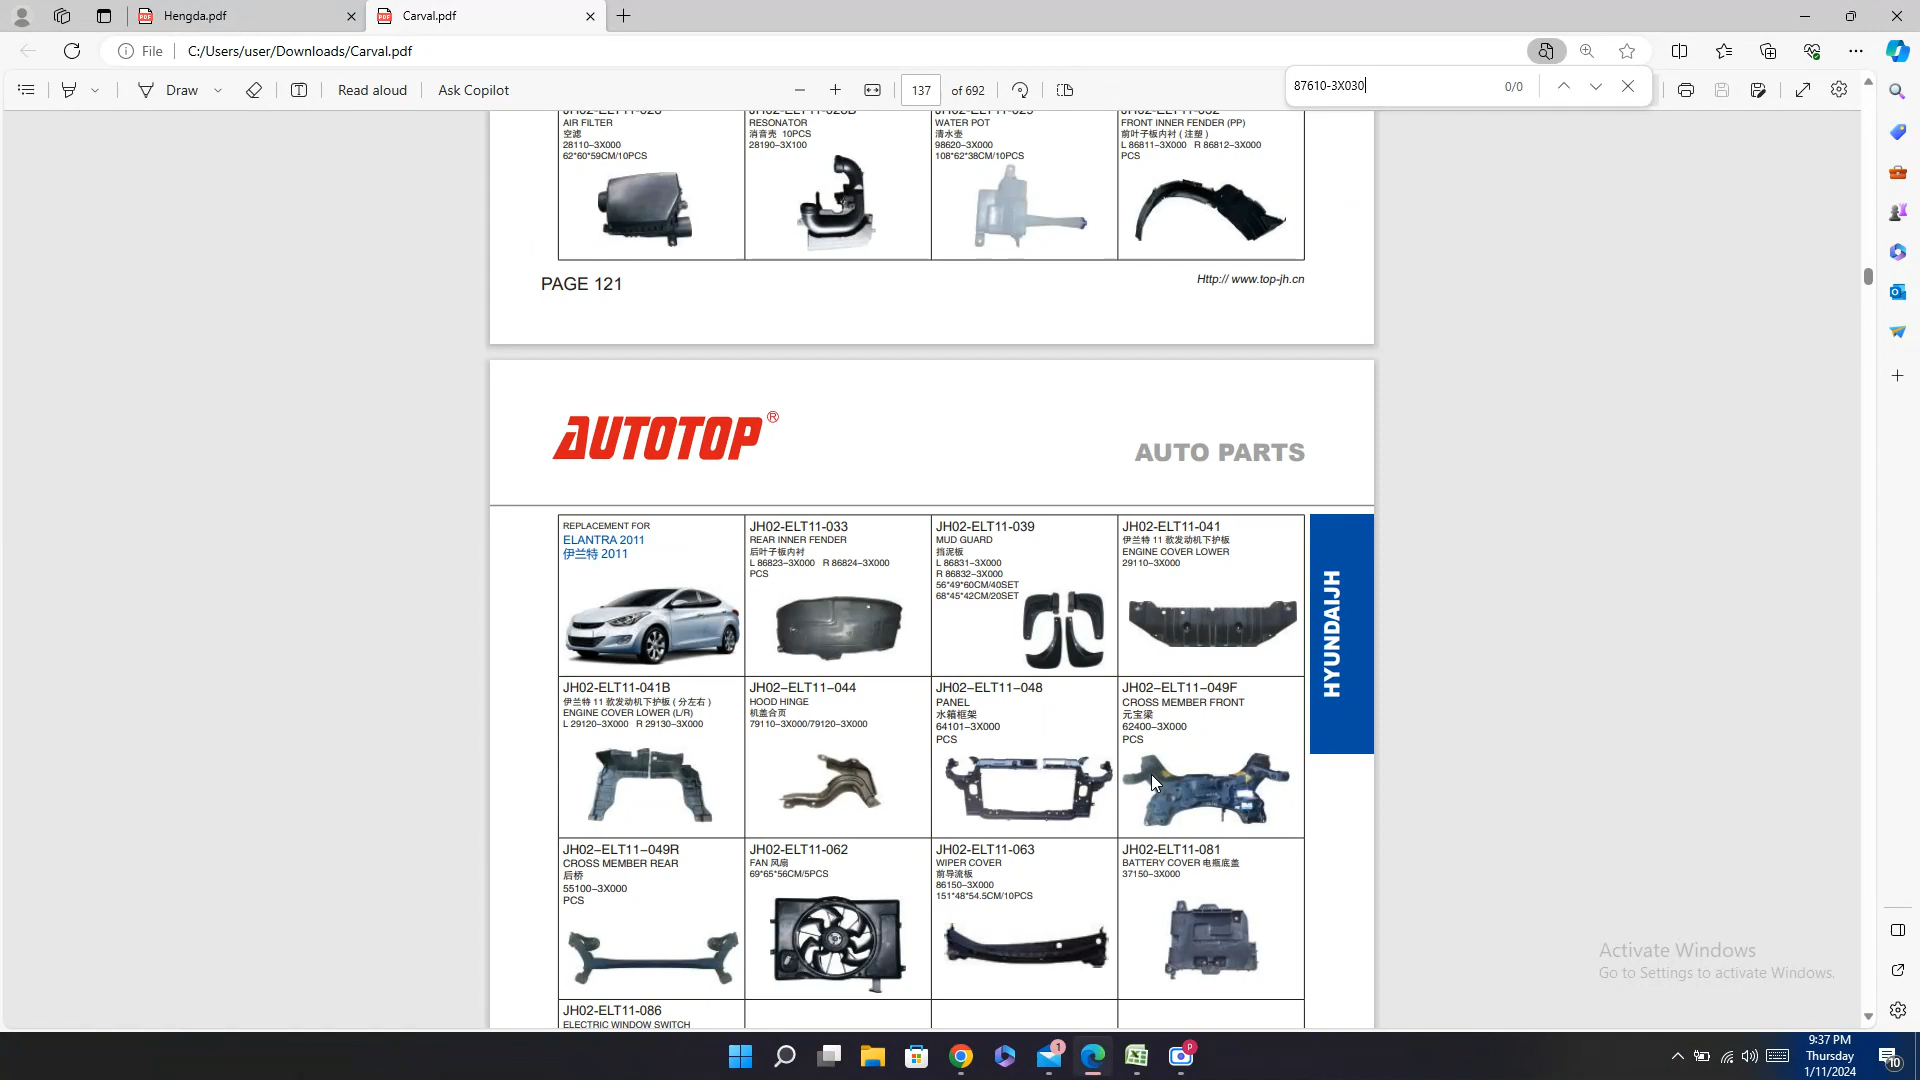 Hengda.pdf
Carval.pdf
File
C:/Users/user/Downloads/Carval.pdf
87610-3X030
0/0
Draw
Read aloud
Ask Copilot
137
of 692
AIR FILTER
空滤
28110-3X000
62*60*59CM/10PCS
RESONATOR
消音壳 10PCS
28190-3X100
WATER POT
清水壶
98620-3X000
108*62*38CM/10PCS
FRONT INNER FENDER (PP)
前叶子板内衬 ( 注塑 )
L 86811-3X000 R 86812-3X000
PCS
PAGE 121
Http:// www.top-jh.cn
AUTOTOP®
AUTO PARTS
REPLACEMENT FOR
ELANTRA 2011
伊兰特 2011
JH02-ELT11-033
REAR INNER FENDER
后叶子板内衬
L 86823-3X000 R 86824-3X000
PCS
JH02-ELT11-039
MUD GUARD
挡泥板
L 86831-3X000
R 86832-3X000
56*49*60CM/40SET
68*45*42CM/20SET
JH02-ELT11-041
伊兰特 11 款发动机下护板
ENGINE COVER LOWER
29110-3X000
HYUNDAIJH
JH02-ELT11-041B
伊兰特 11 款发动机下护板 ( 分左右 )
ENGINE COVER LOWER (L/R)
L 29120-3X000 R 29130-3X000
JH02-ELT11-044
HOOD HINGE
机盖合页
79110-3X000/79120-3X000
JH02-ELT11-048
PANEL
水箱框架
64101-3X000
PCS
JH02-ELT11-049F
CROSS MEMBER FRONT
元宝梁
62400-3X000
PCS
JH02-ELT11-049R
CROSS MEMBER REAR
后桥
55100-3X000
PCS
JH02-ELT11-062
FAN 风扇
69*65*56CM/5PCS
JH02-ELT11-063
WIPER COVER
前导流板
86150-3X000
151*48*54.5CM/10PCS
JH02-ELT11-081
BATTERY COVER 电瓶底盖
37150-3X000
JH02-ELT11-086
ELECTRIC WINDOW SWITCH
Activate Windows
Go to Settings to activate Windows.
1
P
9:37 PM
Thursday
1/11/2024
10